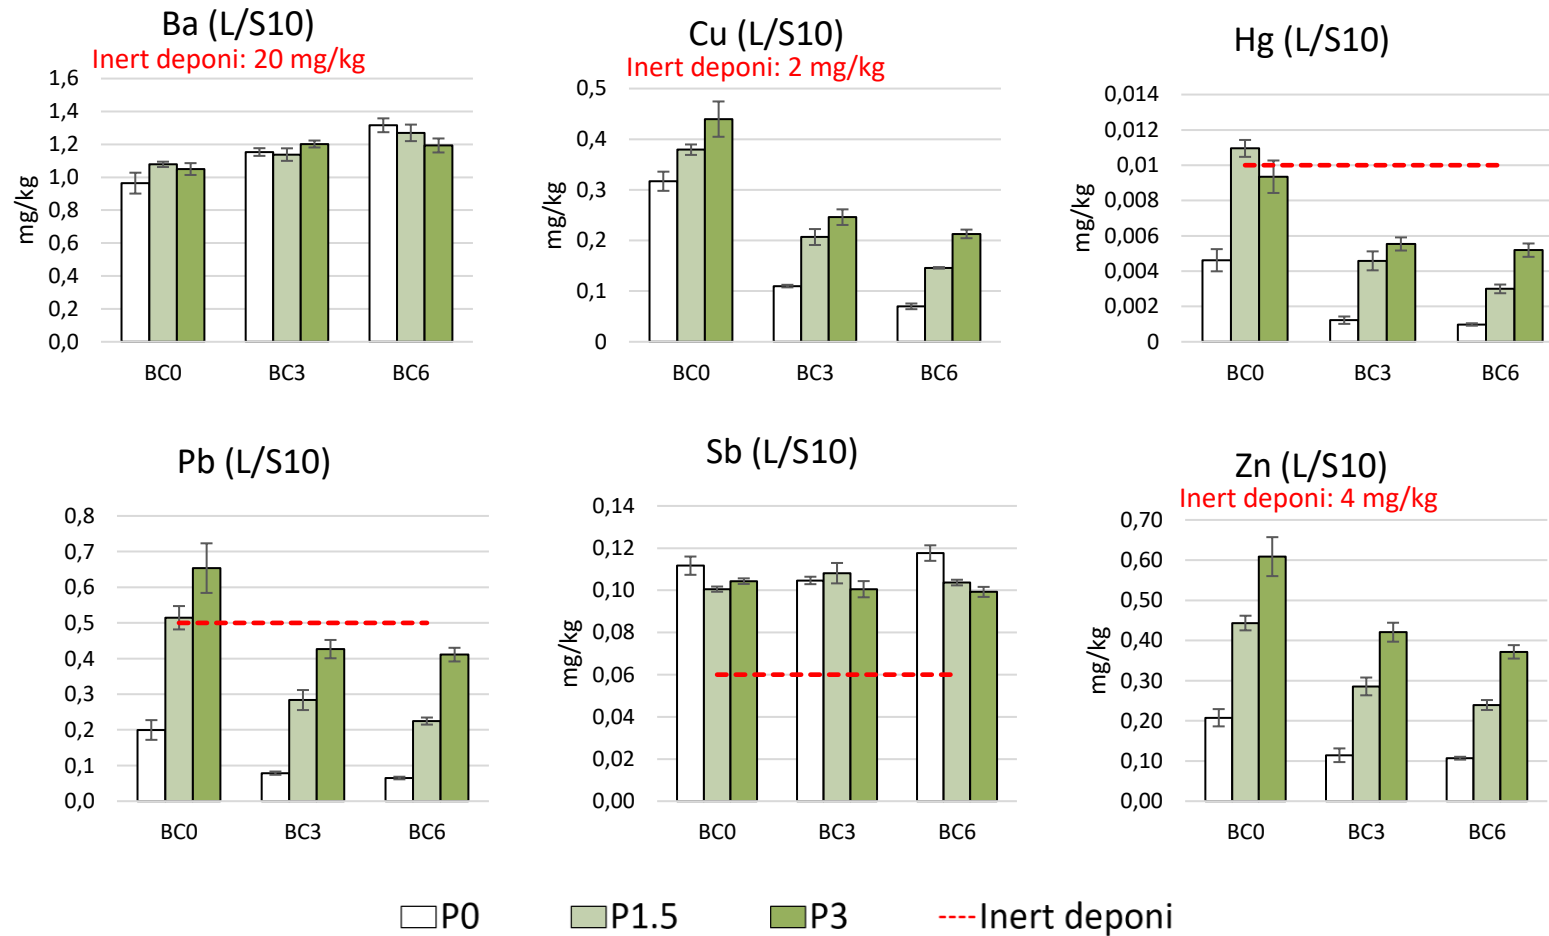 Ba (L/S10)
Inert deponi: 20 mg/kg
1,6
1,4
1,2
1,0
0,8
0,6
0,4
0,2
0,0
mg/kg
BC0 BC3 BC6
Cu (L/S10)
Inert deponi: 2 mg/kg
0,5
0,4
0,3
0,2
0,1
0
mg/kg
BC0 BC3 BC6
Hg (L/S10)
0,014
0,012
0,01
0,008
0,006
0,004
0,002
0
mg/kg
BC0 BC3 BC6
Pb (L/S10)
0,8
0,7
0,6
0,5
0,4
0,3
0,2
0,1
0,0
mg/kg
BC0 BC3 BC6
Sb (L/S10)
0,14
0,12
0,10
0,08
0,06
0,04
0,02
0,00
mg/kg
BC0 BC3 BC6
Zn (L/S10)
Inert deponi: 4 mg/kg
0,70
0,60
0,50
0,40
0,30
0,20
0,10
0,00
mg/kg
BC0 BC3 BC6
P0 P1.5 P3 Inert deponi